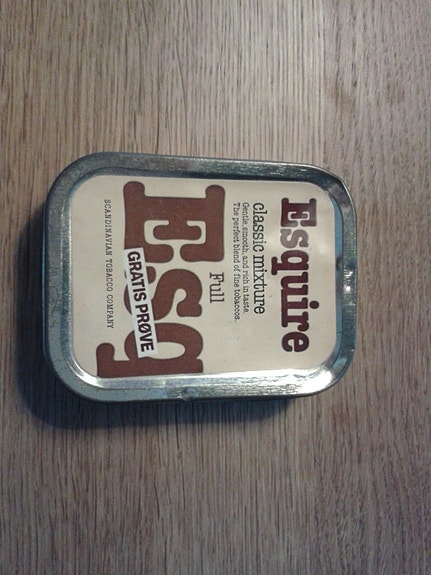 Esquire
classic mixture
Gentle, smooth, and rich in taste.
The perfect blend of fine tobaccos.
Full
Esq
GRATIS PRØVE
SCANDINAVIAN TOBACCO COMPANY